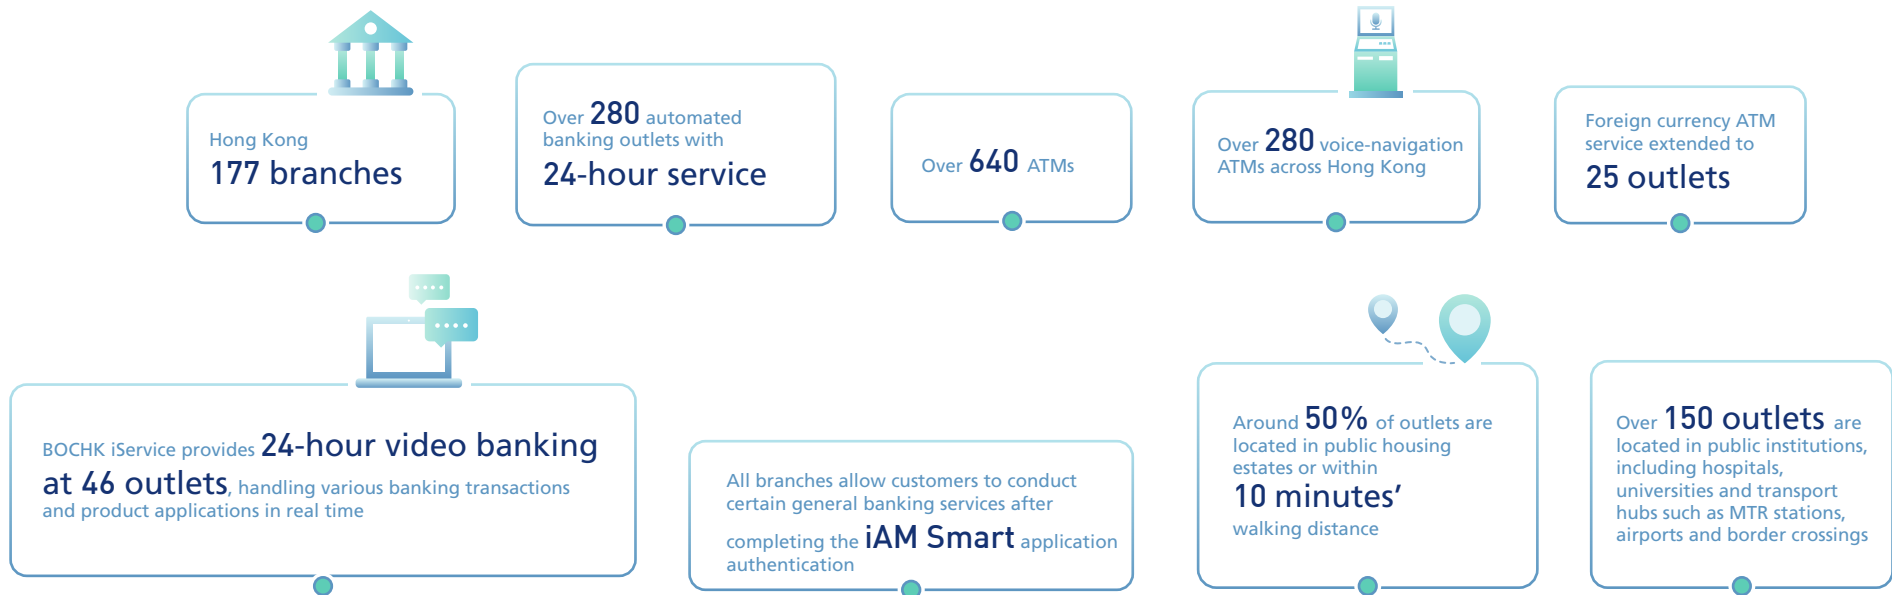 Hong Kong
177 branches
Over 280 automated
banking outlets with
24-hour service
Over 640 ATMs
Over 280 voice-navigation
ATMs across Hong Kong
Foreign currency ATM
service extended to
25 outlets
BOCHK iService provides 24-hour video banking
at 46 outlets, handling various banking transactions
and product applications in real time
All branches allow customers to conduct
certain general banking services after
completing the iAM Smart application
authentication
Around 50% of outlets are
located in public housing
estates or within
10 minutes’
walking distance
Over 150 outlets are
located in public institutions,
including hospitals,
universities and transport
hubs such as MTR stations,
airports and border crossings